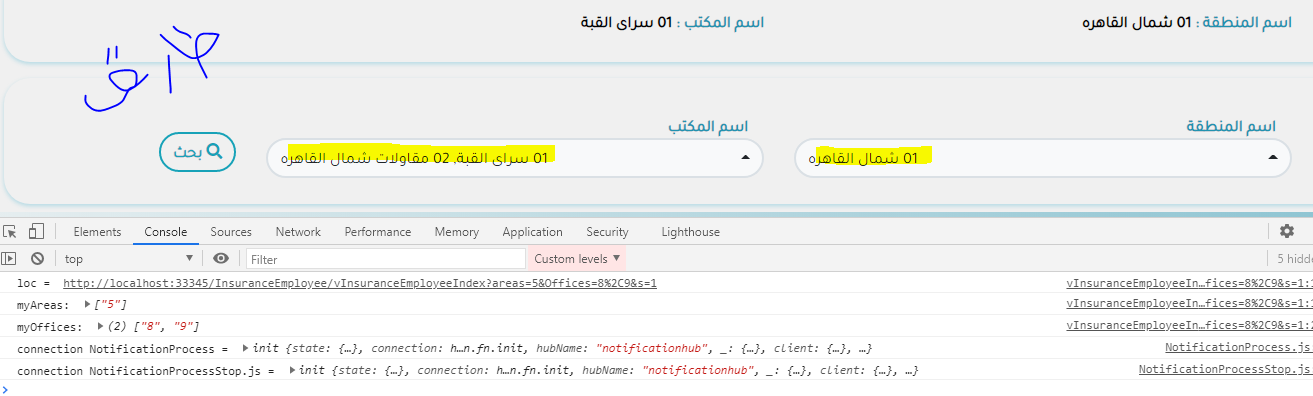 اسم المنطقة : 01 شمال القاهره
اسم المكتب : 01 سراى القبة
اسم المنطقة
اسم المكتب
01 شمال القاهره
01 سراى القبة, 02 مقاولات شمال القاهره
بحث
Elements Console Sources Network Performance Memory Application Security Lighthouse
top Filter Custom levels 5 hidde
loc = http://localhost:33345/InsuranceEmployee/vInsuranceEmployeeIndex?areas=5&Offices=8%2C9&s=1 vInsuranceEmployeeIn…fices=8%2C9&s=1:1
myAreas: ["5"] vInsuranceEmployeeIn…fices=8%2C9&s=1:1
myOffices: (2) ["8", "9"] vInsuranceEmployeeIn…fices=8%2C9&s=1:2
connection NotificationProcess = init {state: {…}, connection: h…n.fn.init, hubName: "notificationhub", _: {…}, client: {…}, …} NotificationProcess.js
connection NotificationProcessStop.js = init {state: {…}, connection: h…n.fn.init, hubName: "notificationhub", _: {…}, client: {…}, …} NotificationProcessStop.js